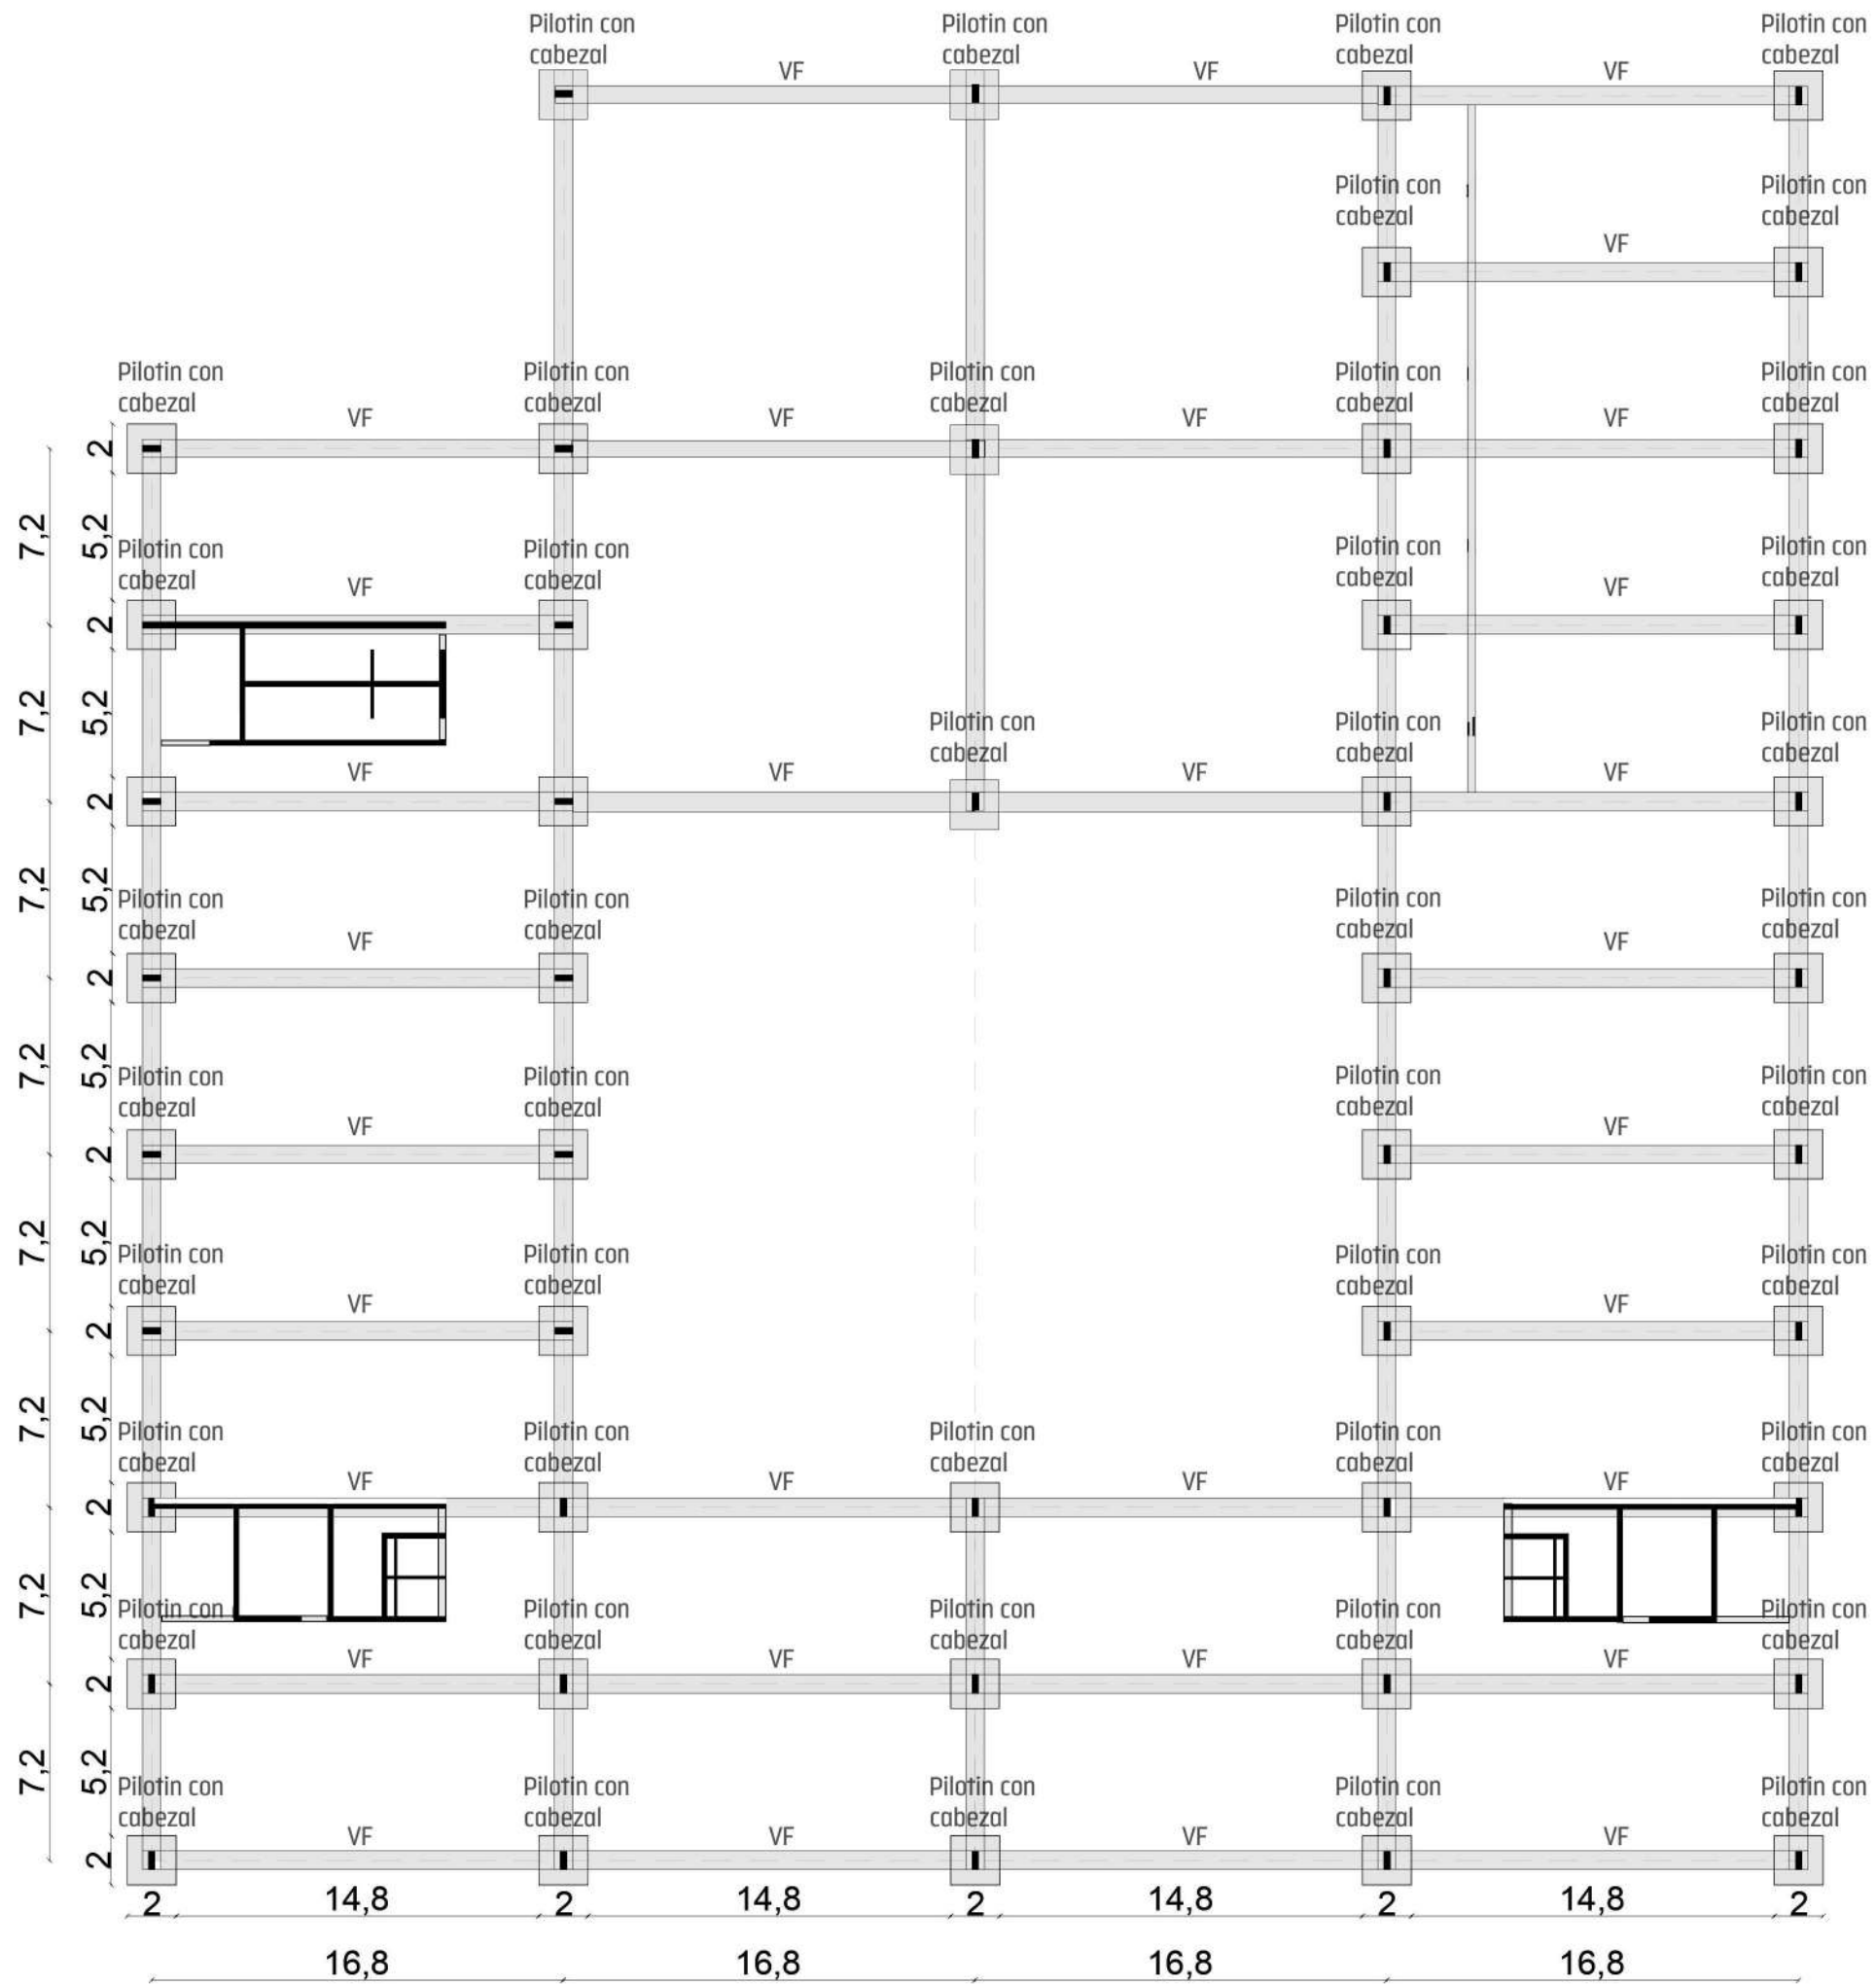 Pilotin con
cabezal
Pilotin con
cabezal
Pilotin con
cabezal
Pilotin con
cabezal
VF
VF
VF
Pilotin con
cabezal
Pilotin con
cabezal
VF
Pilotin con
cabezal
Pilotin con
cabezal
Pilotin con
cabezal
Pilotin con
cabezal
Pilotin con
cabezal
VF
VF
VF
VF
2
7,2
5,2
Pilotin con
cabezal
Pilotin con
cabezal
Pilotin con
cabezal
Pilotin con
cabezal
VF
VF
2
7,2
5,2
Pilotin con
cabezal
Pilotin con
cabezal
Pilotin con
cabezal
VF
VF
VF
VF
2
7,2
5,2
Pilotin con
cabezal
Pilotin con
cabezal
Pilotin con
cabezal
Pilotin con
cabezal
VF
VF
2
7,2
5,2
Pilotin con
cabezal
Pilotin con
cabezal
Pilotin con
cabezal
Pilotin con
cabezal
VF
VF
2
7,2
5,2
Pilotin con
cabezal
Pilotin con
cabezal
Pilotin con
cabezal
Pilotin con
cabezal
VF
VF
2
7,2
5,2
Pilotin con
cabezal
Pilotin con
cabezal
Pilotin con
cabezal
Pilotin con
cabezal
Pilotin con
cabezal
VF
VF
VF
VF
2
7,2
5,2
Pilotin con
cabezal
Pilotin con
cabezal
Pilotin con
cabezal
Pilotin con
cabezal
Pilotin con
cabezal
VF
VF
VF
VF
2
7,2
5,2
Pilotin con
cabezal
Pilotin con
cabezal
Pilotin con
cabezal
Pilotin con
cabezal
Pilotin con
cabezal
VF
VF
VF
VF
2
2 14,8 2 14,8 2 14,8 2 14,8 2
16,8 16,8 16,8 16,8